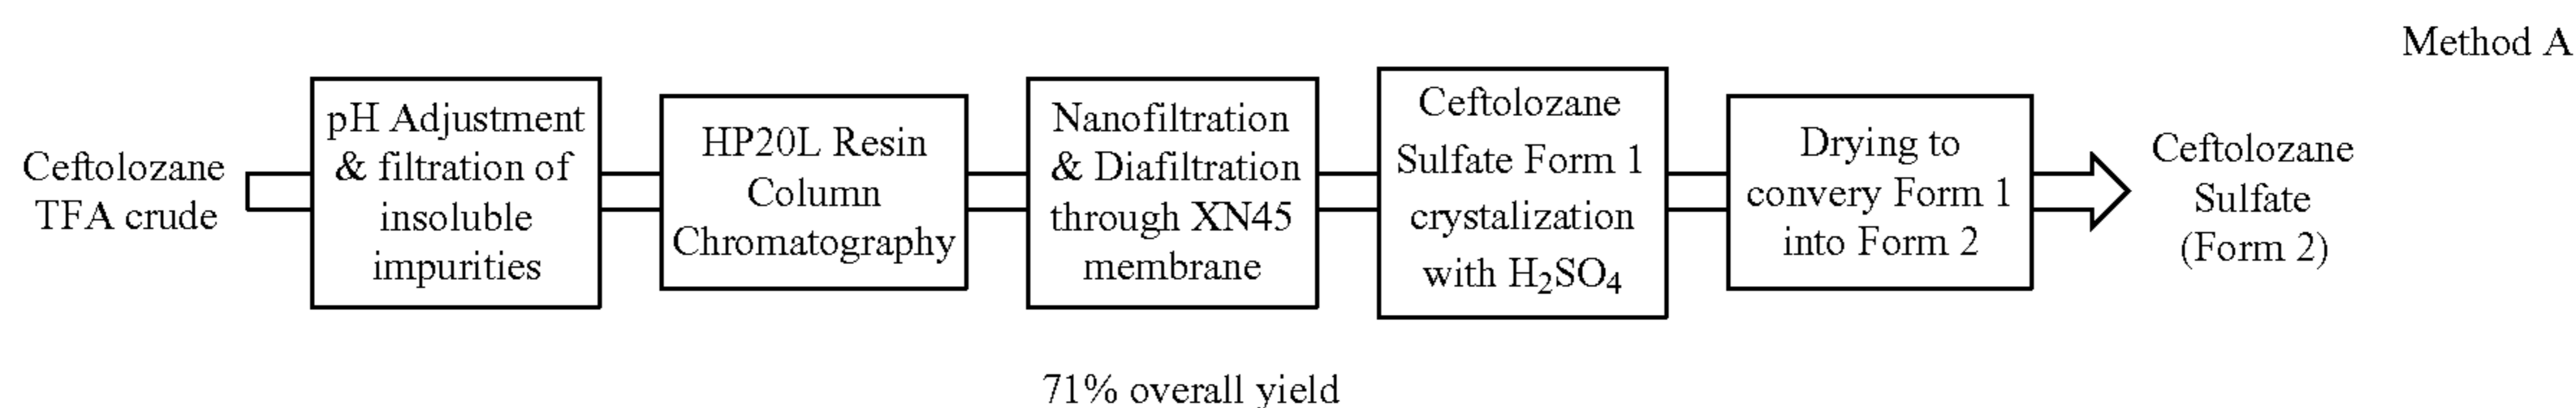 Method A
Ceftolozane
TFA crude
pH Adjustment
& filtration of
insoluble
impurities
HP20L Resin
Column
Chromatography
Nanofiltration
& Diafiltration
through XN45
membrane
Ceftolozane
Sulfate Form 1
crystalization
with H₂SO₄
Drying to
convery Form 1
into Form 2
Ceftolozane
Sulfate
(Form 2)
71% overall yield